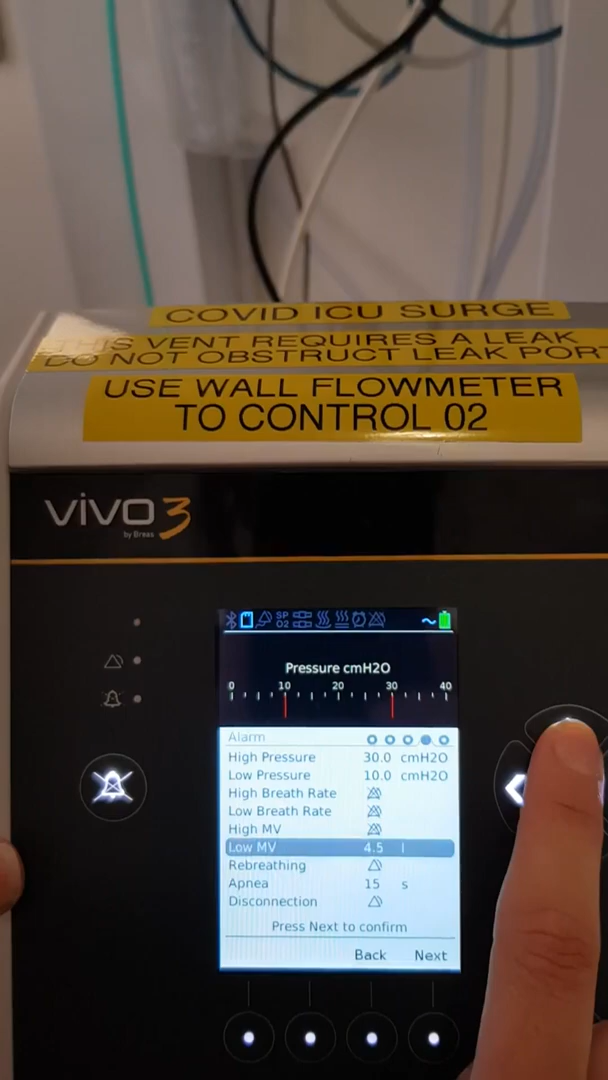 COVID ICU SURGE
THIS VENT REQUIRES A LEAK
DO NOT OBSTRUCT LEAK PORT
USE WALL FLOWMETER
TO CONTROL 02
vivo 3
by Breas
SP
O2
Pressure cmH2O
0 10 20 30 40
Alarm
High Pressure 30.0 cmH2O
Low Pressure 10.0 cmH2O
High Breath Rate
Low Breath Rate
High MV
Low MV 4.5 l
Rebreathing
Apnea 15 s
Disconnection
Press Next to confirm
Back Next